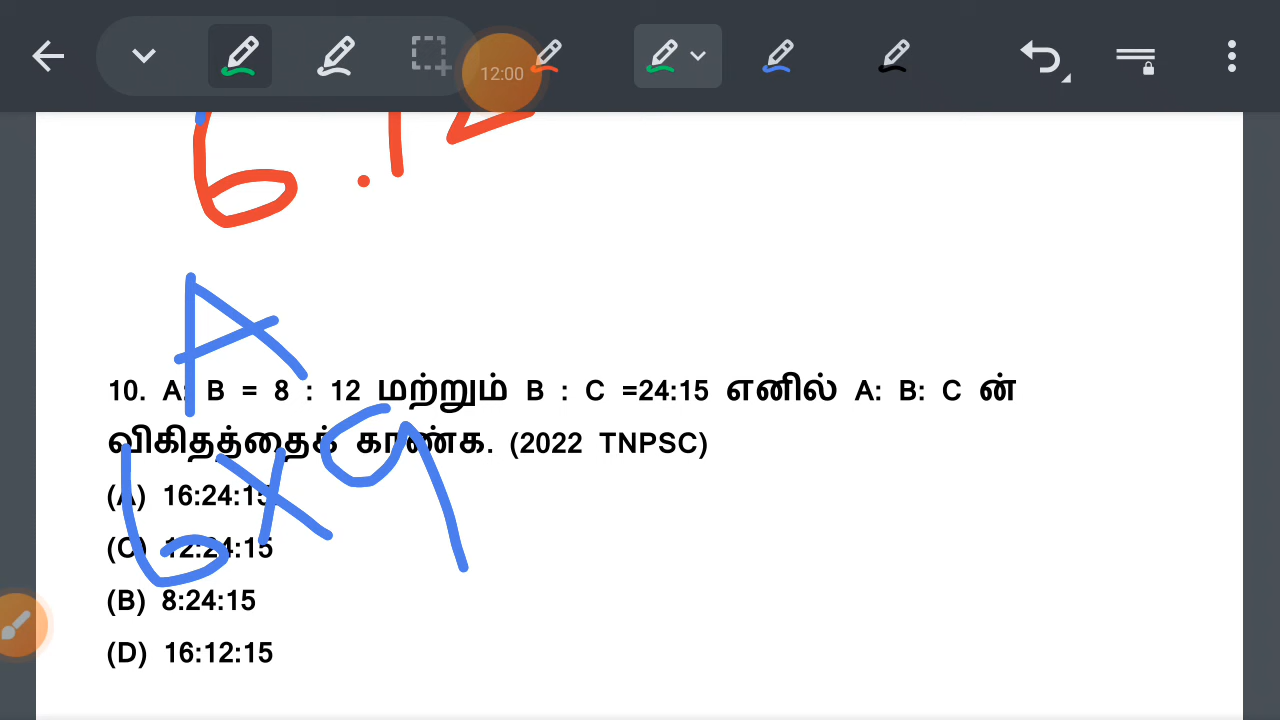 12:00
6.12
A
10. A: B = 8 : 12 மற்றும் B : C =24:15 எனில் A: B: C ன்
விகிதத்தைக் காண்க. (2022 TNPSC)
6x9
(A) 16:24:15
(C) 12:24:15
(B) 8:24:15
(D) 16:12:15